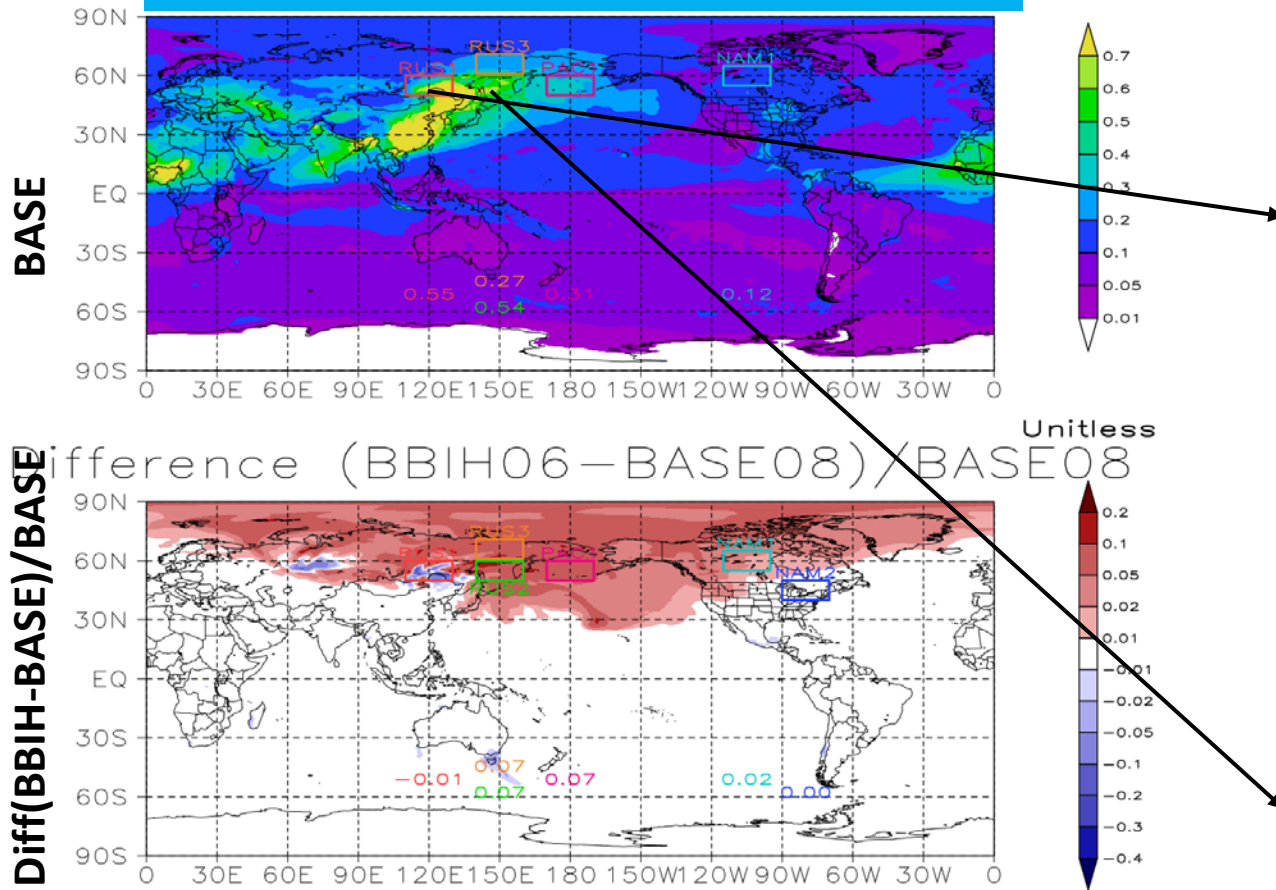 BASE
90N
60N
30N
EQ
30S
60S
90S
RUS3
RUS1
PAC1
NAM1
0.27
0.55
0.31
0.12
0.54
0 30E 60E 90E 120E 150E 180 150W 120W 90W 60W 30W 0
0.7
0.6
0.5
0.4
0.3
0.2
0.1
0.05
0.01
Unitless
Difference (BBIH06-BASE08)/BASE08
Diff(BBIH-BASE)/BASE
90N
60N
30N
EQ
30S
60S
90S
RUS3
PAC1
NAM1
RUS2
NAM2
0.07
-0.01
0.07
0.02
0.07
0.00
0 30E 60E 90E 120E 150E 180 150W 120W 90W 60W 30W 0
0.2
0.1
0.05
0.02
0.01
-0.01
-0.02
-0.05
-0.1
-0.2
-0.3
-0.4